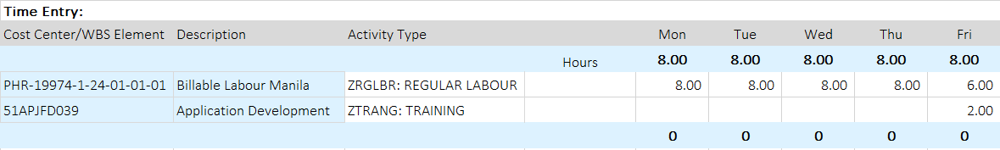 Time Entry:
Cost Center/WBS Element Description Activity Type Mon Tue Wed Thu Fri
Hours 8.00 8.00 8.00 8.00 8.00
PHR-19974-1-24-01-01-01 Billable Labour Manila ZRGLBR: REGULAR LABOUR 8.00 8.00 8.00 8.00 6.00
51APJFD039 Application Development ZTRANG: TRAINING 2.00
0 0 0 0 0